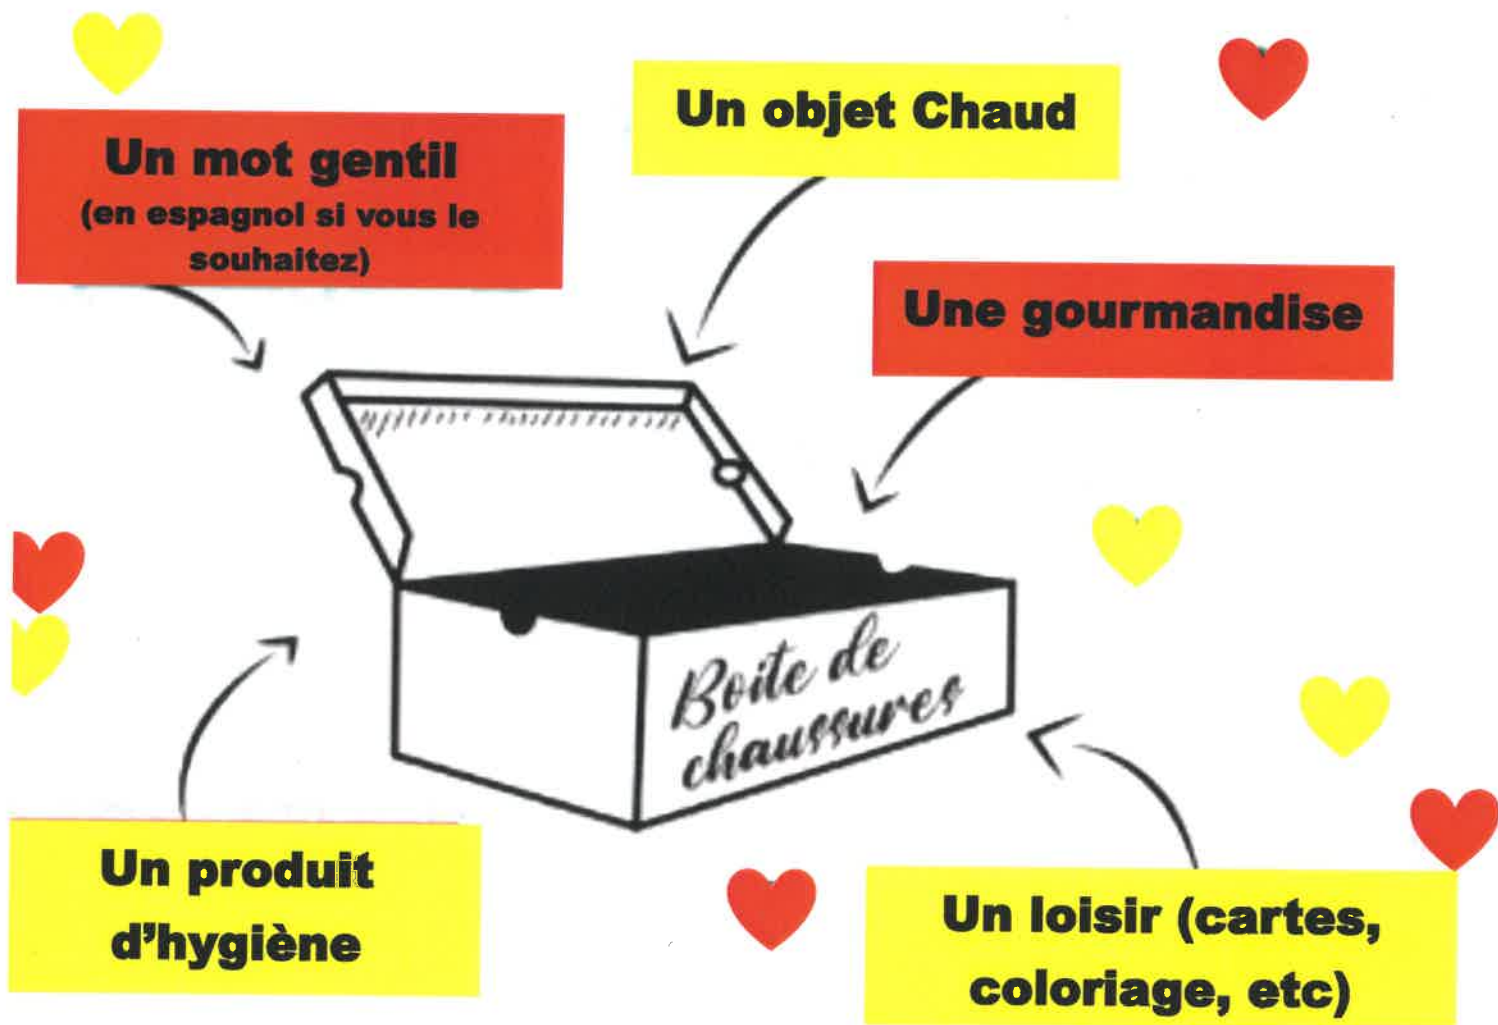 Un objet Chaud
Un mot gentil
(en espagnol si vous le
souhaitez)
Une gourmandise
Boite de
chaussures
Un produit
d'hygiène
Un loisir (cartes,
coloriage, etc)